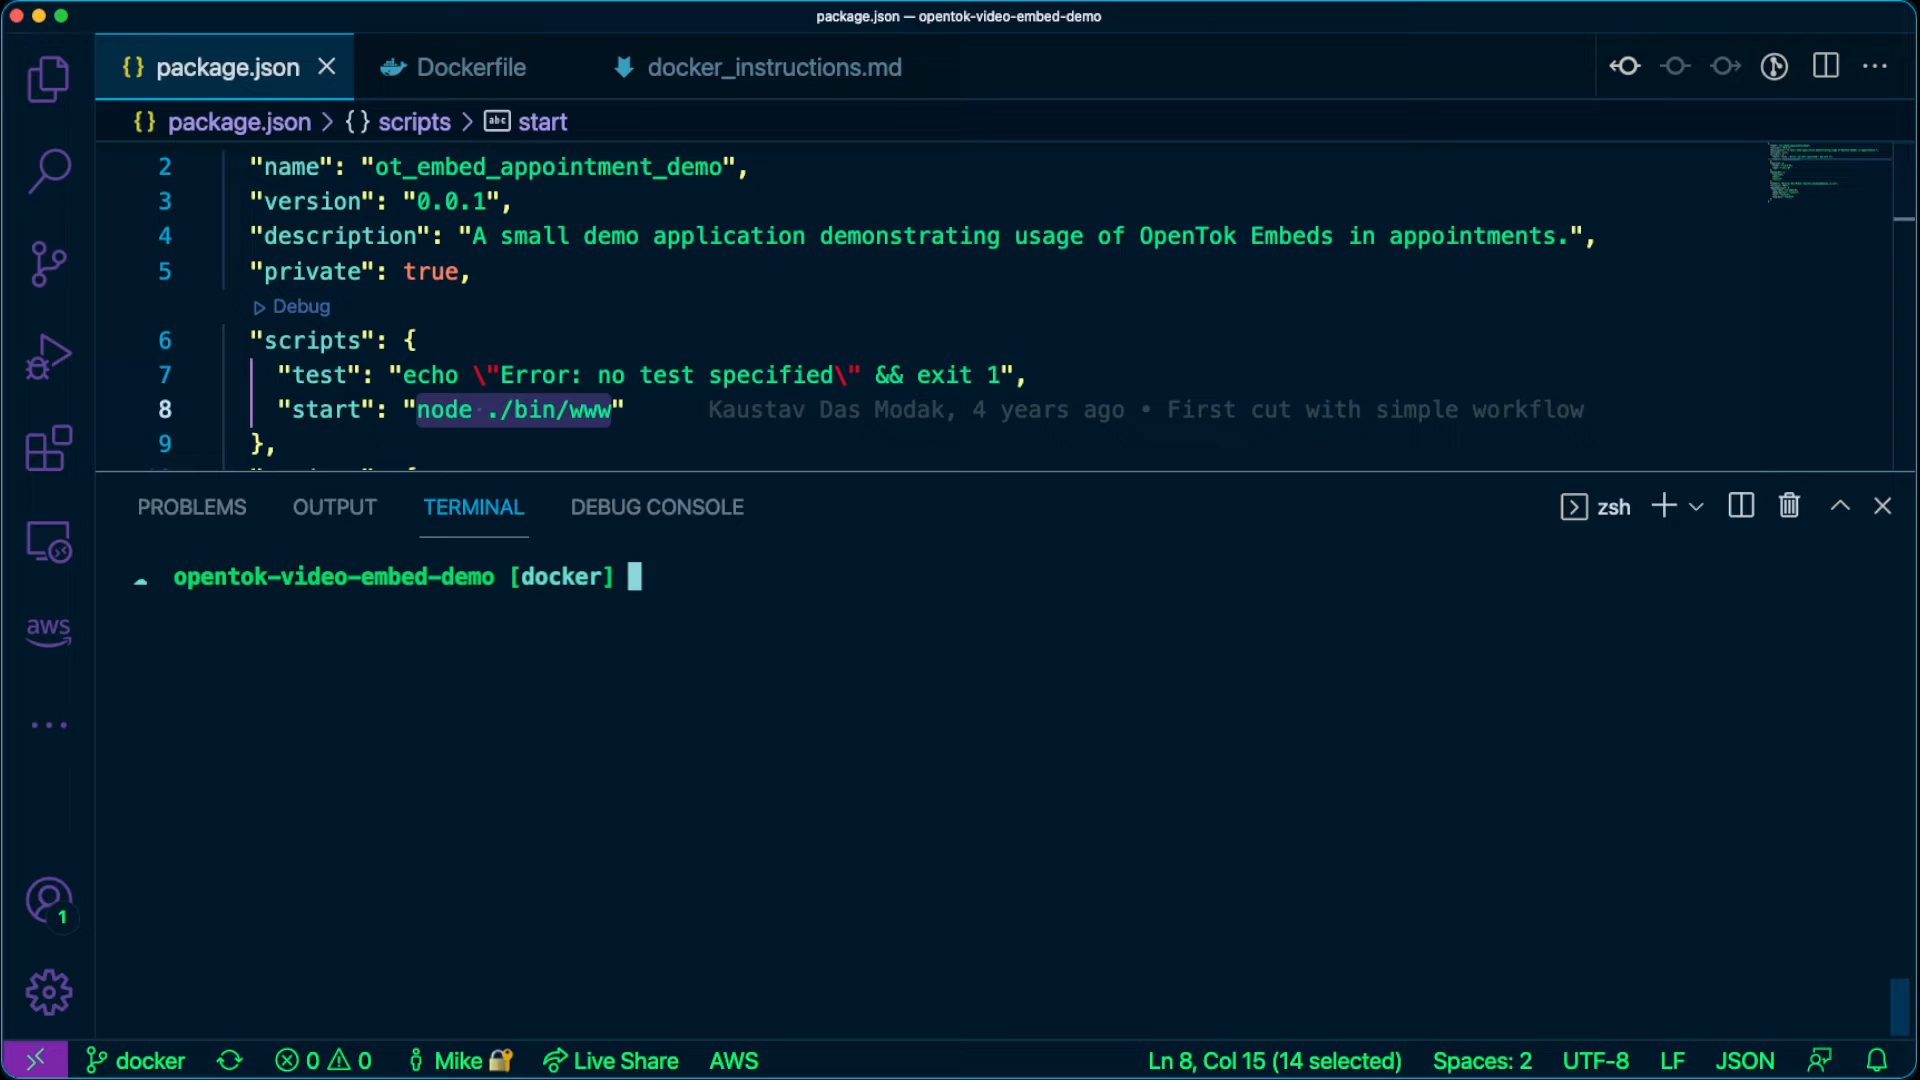 package.json — opentok-video-embed-demo
{} package.json
Dockerfile
docker_instructions.md
{} package.json > {} scripts > abc start
2 "name": "ot_embed_appointment_demo",
3 "version": "0.0.1",
4 "description": "A small demo application demonstrating usage of OpenTok Embeds in appointments.",
5 "private": true,
Debug
6 "scripts": {
7 "test": "echo \"Error: no test specified\" && exit 1",
8 "start": "node ./bin/www" Kaustav Das Modak, 4 years ago • First cut with simple workflow
9 },
PROBLEMS OUTPUT TERMINAL DEBUG CONSOLE zsh
opentok-video-embed-demo [docker]
aws
1
docker 0 0 Mike Live Share AWS Ln 8, Col 15 (14 selected) Spaces: 2 UTF-8 LF JSON